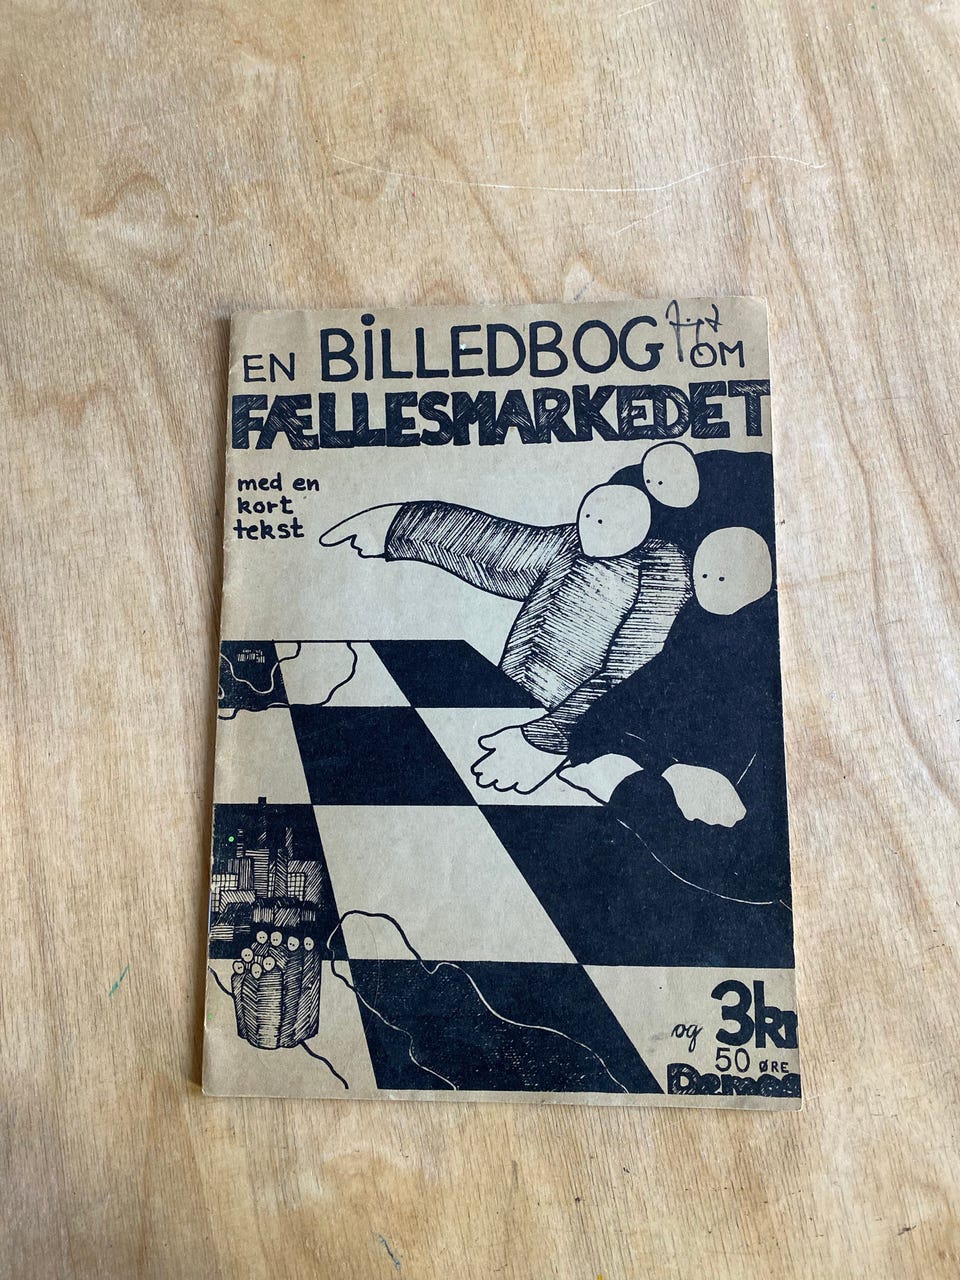 EN BiLLEDBOG OM
FÆLLESMARKEDET
med en
kort
tekst
og 3kr
50 ØRE
Demos